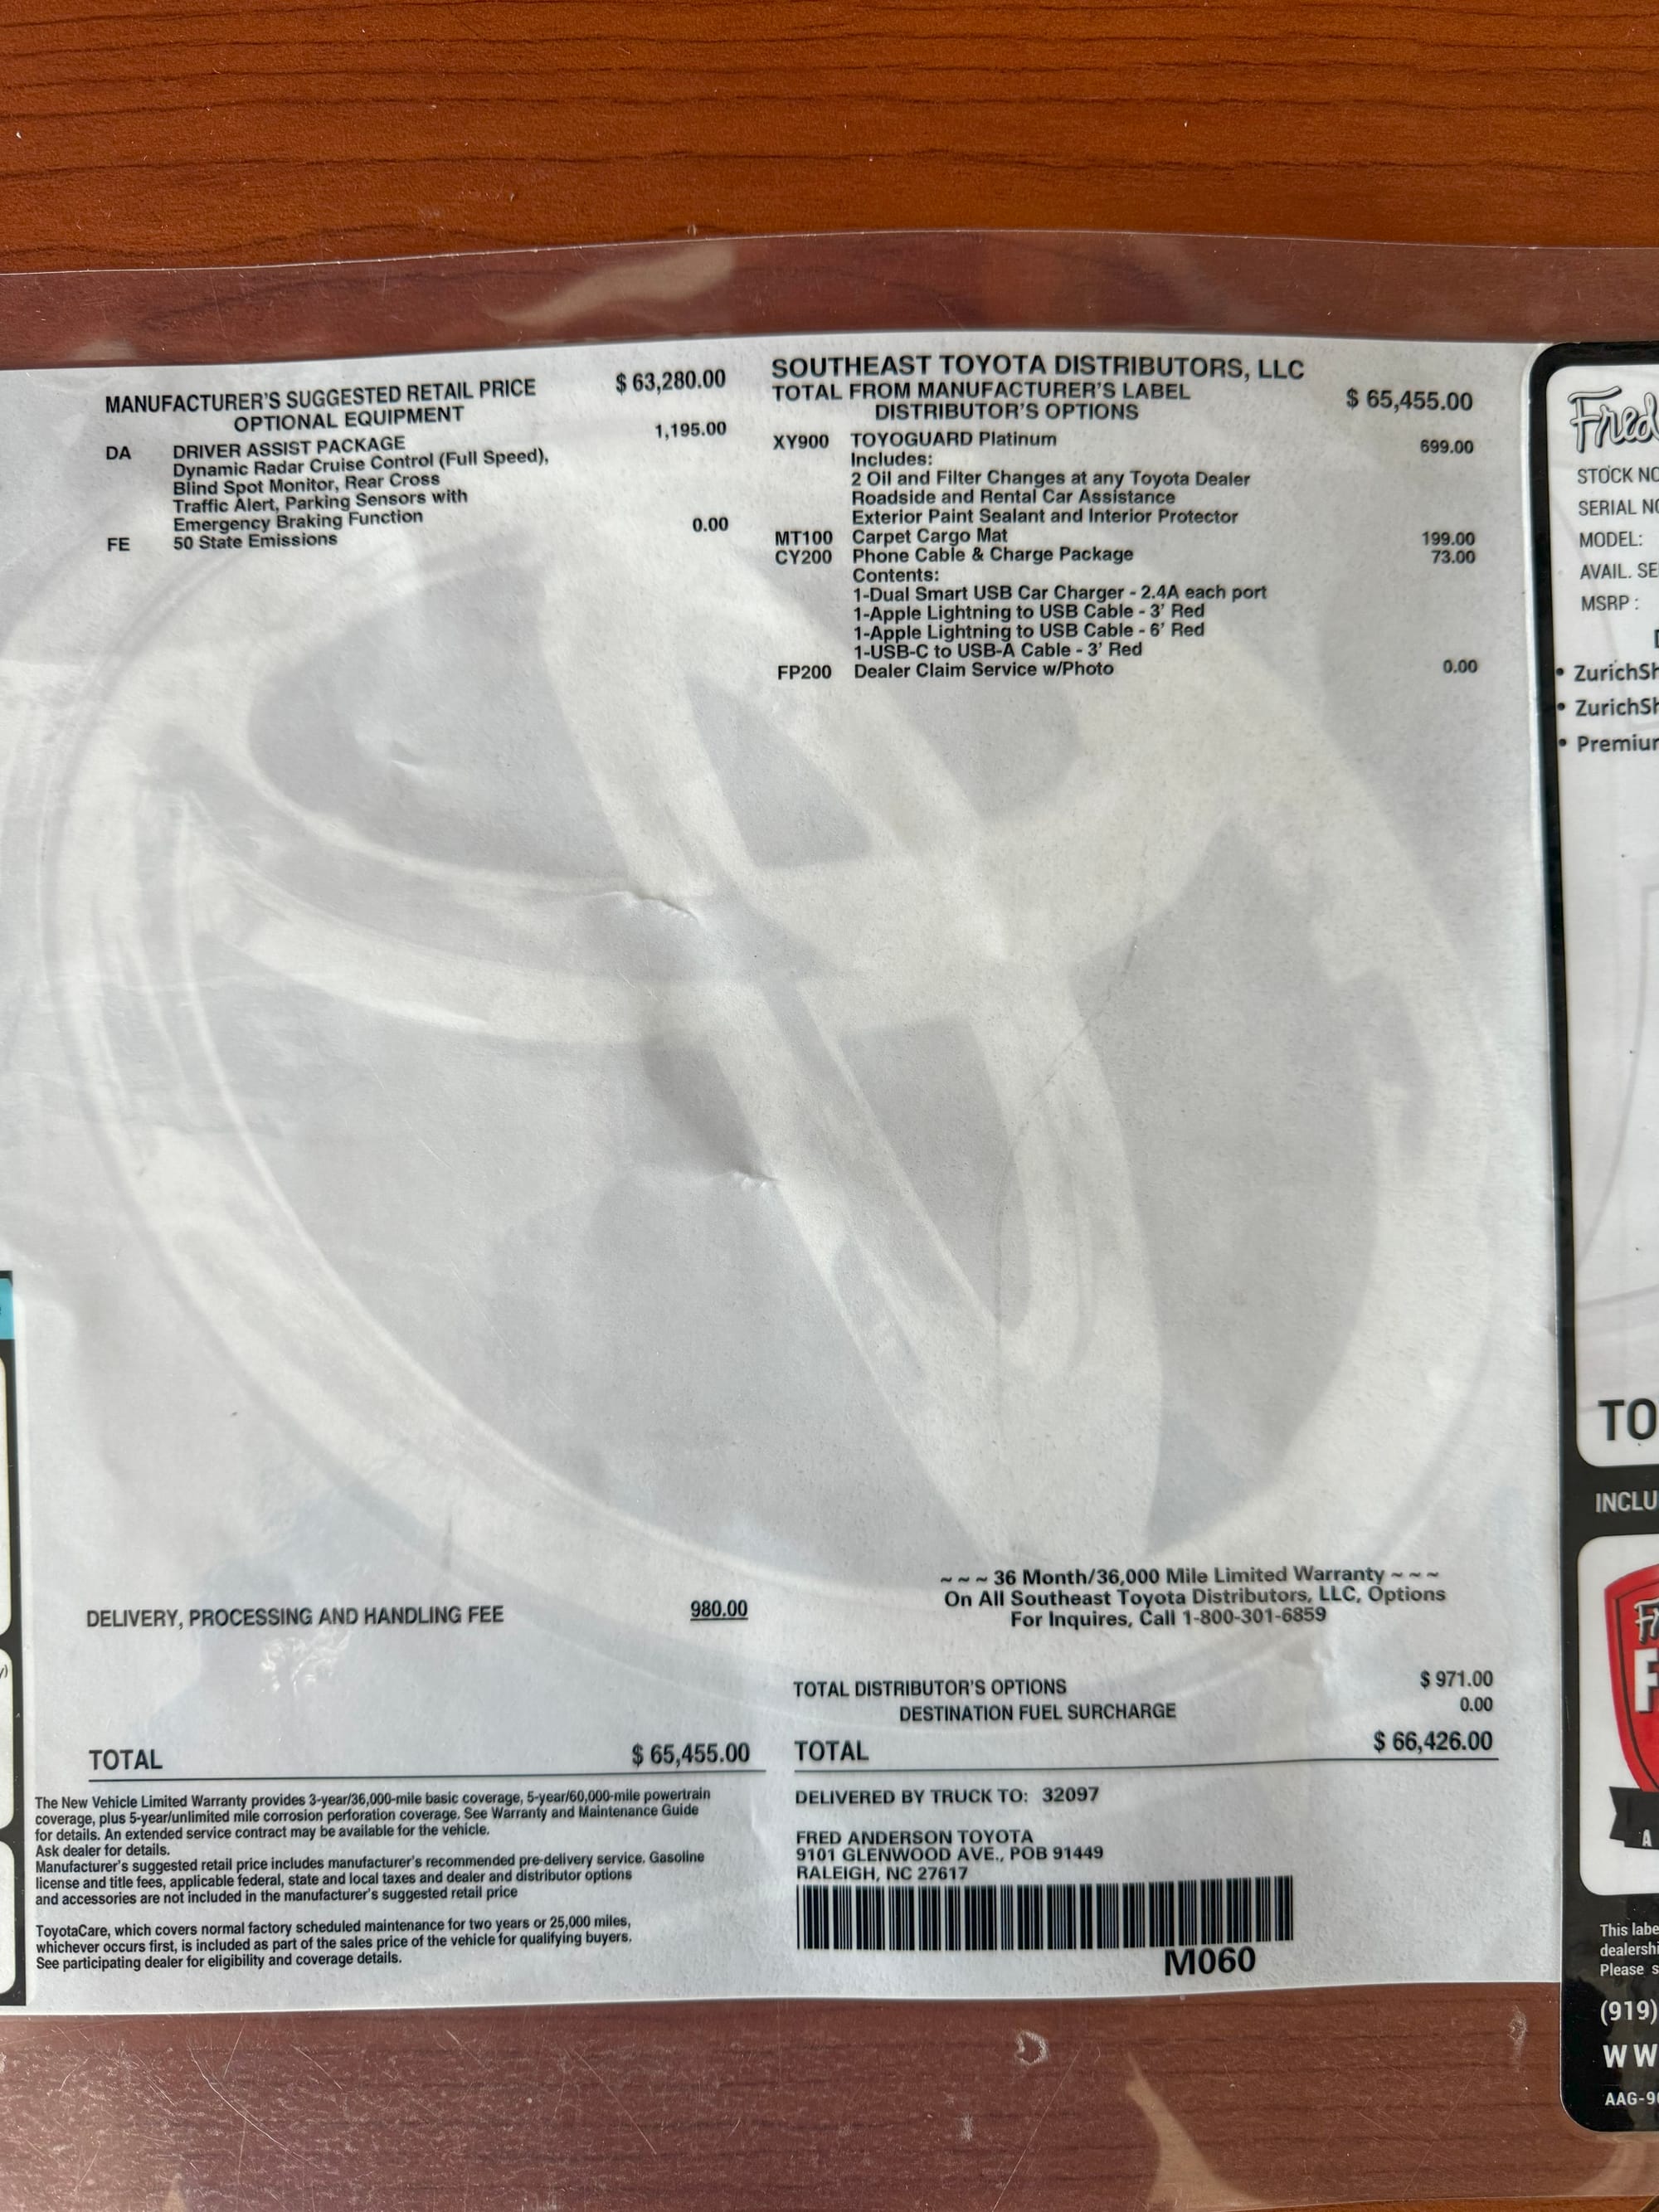 MANUFACTURER'S SUGGESTED RETAIL PRICE $ 63,280.00
OPTIONAL EQUIPMENT
DA DRIVER ASSIST PACKAGE 1,195.00
Dynamic Radar Cruise Control (Full Speed),
Blind Spot Monitor, Rear Cross
Traffic Alert, Parking Sensors with
Emergency Braking Function
FE 50 State Emissions 0.00
DELIVERY, PROCESSING AND HANDLING FEE 980.00
TOTAL $ 65,455.00
The New Vehicle Limited Warranty provides 3-year/36,000-mile basic coverage, 5-year/60,000-mile powertrain
coverage, plus 5-year/unlimited mile corrosion perforation coverage. See Warranty and Maintenance Guide
for details. An extended service contract may be available for the vehicle.
Ask dealer for details.
Manufacturer's suggested retail price includes manufacturer's recommended pre-delivery service. Gasoline
license and title fees, applicable federal, state and local taxes and dealer and distributor options
and accessories are not included in the manufacturer's suggested retail price
ToyotaCare, which covers normal factory scheduled maintenance for two years or 25,000 miles,
whichever occurs first, is included as part of the sales price of the vehicle for qualifying buyers.
See participating dealer for eligibility and coverage details.
SOUTHEAST TOYOTA DISTRIBUTORS, LLC
TOTAL FROM MANUFACTURER'S LABEL $ 65,455.00
DISTRIBUTOR'S OPTIONS
XY900 TOYOGUARD Platinum 699.00
Includes:
2 Oil and Filter Changes at any Toyota Dealer
Roadside and Rental Car Assistance
Exterior Paint Sealant and Interior Protector
MT100 Carpet Cargo Mat 199.00
CY200 Phone Cable & Charge Package 73.00
Contents:
1-Dual Smart USB Car Charger - 2.4A each port
1-Apple Lightning to USB Cable - 3' Red
1-Apple Lightning to USB Cable - 6' Red
1-USB-C to USB-A Cable - 3' Red
FP200 Dealer Claim Service w/Photo 0.00
~ ~ ~ 36 Month/36,000 Mile Limited Warranty ~ ~ ~
On All Southeast Toyota Distributors, LLC, Options
For Inquires, Call 1-800-301-6859
TOTAL DISTRIBUTOR'S OPTIONS $ 971.00
DESTINATION FUEL SURCHARGE 0.00
TOTAL $ 66,426.00
DELIVERED BY TRUCK TO: 32097
FRED ANDERSON TOYOTA
9101 GLENWOOD AVE., POB 91449
RALEIGH, NC 27617
M060
Fred
STOCK NO
SERIAL NO
MODEL:
AVAIL. SE
MSRP :
• ZurichSh
• ZurichSh
• Premium
TO
INCLU
This labe
dealershi
Please s
(919)
WW
AAG-90